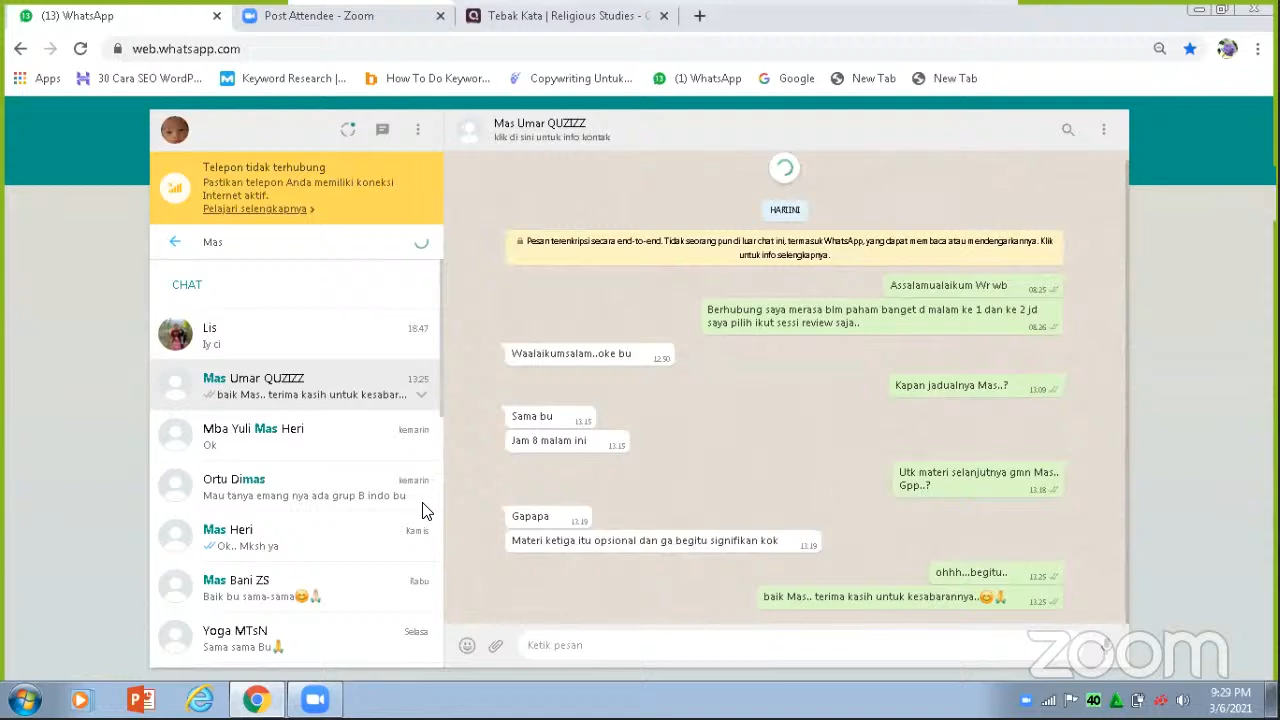 (13) WhatsApp
Post Attendee - Zoom
Tebak Kata | Religious Studies -
web.whatsapp.com
Apps
30 Cara SEO WordP...
Keyword Research |...
How To Do Keywor...
Copywriting Untuk...
(1) WhatsApp
Google
New Tab
New Tab
Telepon tidak terhubung
Pastikan telepon Anda memiliki koneksi
Internet aktif.
Pelajari selengkapnya >
Mas
CHAT
Lis
18.47
Iy ci
Mas Umar QUZIZZ
13.25
baik Mas.. terima kasih untuk kesabar...
Mba Yuli Mas Heri
kemarin
Ok
Ortu Dimas
kemarin
Mau tanya emang nya ada grup B indo bu
Mas Heri
Kamis
Ok.. Mksh ya
Mas Bani ZS
Rabu
Baik bu sama-sama😊🙏
Yoga MTsN
Selasa
Sama sama Bu🙏
Mas Umar QUZIZZ
klik di sini untuk info kontak
HARI INI
Pesan terenkripsi secara end-to-end. Tidak seorang pun di luar chat ini, termasuk WhatsApp, yang dapat membaca atau mendengarkannya. Klik
untuk info selengkapnya.
Assalamualaikum Wr wb
08.25
Berhubung saya merasa blm paham banget d malam ke 1 dan ke 2 jd
saya pilih ikut sessi review saja..
08.26
Waalaikumsalam..oke bu
12.50
Kapan jadualnya Mas..?
13.09
Sama bu
13.15
Jam 8 malam ini
13.15
Utk materi selanjutnya gmn Mas..
Gpp..?
13.18
Gapapa
13.19
Materi ketiga itu opsional dan ga begitu signifikan kok
13.19
ohhh...begitu..
13.25
baik Mas.. terima kasih untuk kesabarannya..😊🙏
13.25
Ketik pesan
zoom
40
9:29 PM
3/6/2021